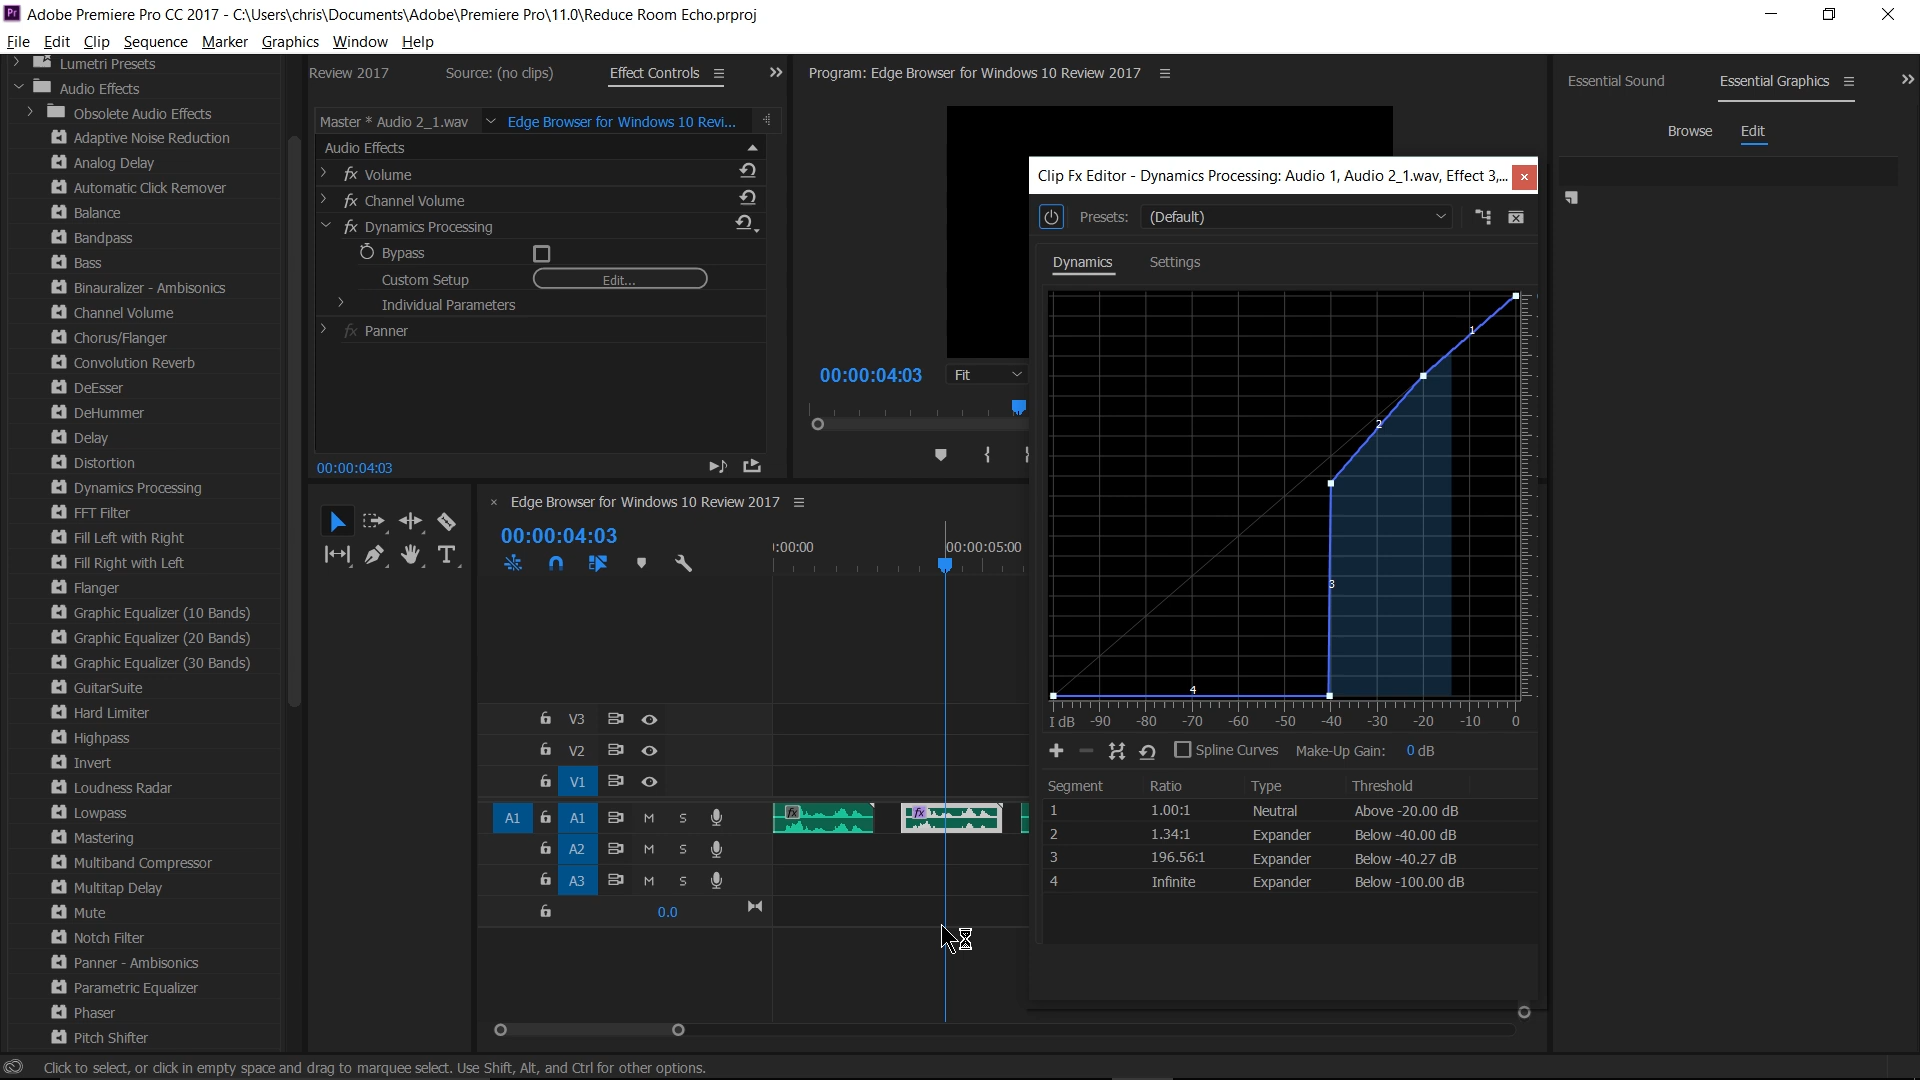 Adobe Premiere Pro CC 2017 - C:\Users\chris\Documents\Adobe\Premiere Pro\11.0\Reduce Room Echo.prproj
File Edit Clip Sequence Marker Graphics Window Help
Lumetri Presets
Audio Effects
Obsolete Audio Effects
Adaptive Noise Reduction
Analog Delay
Automatic Click Remover
Balance
Bandpass
Bass
Binauralizer - Ambisonics
Channel Volume
Chorus/Flanger
Convolution Reverb
DeEsser
DeHummer
Delay
Distortion
Dynamics Processing
FFT Filter
Fill Left with Right
Fill Right with Left
Flanger
Graphic Equalizer (10 Bands)
Graphic Equalizer (20 Bands)
Graphic Equalizer (30 Bands)
GuitarSuite
Hard Limiter
Highpass
Invert
Loudness Radar
Lowpass
Mastering
Multiband Compressor
Multitap Delay
Mute
Notch Filter
Panner - Ambisonics
Parametric Equalizer
Phaser
Pitch Shifter
Review 2017 Source: (no clips) Effect Controls
Master * Audio 2_1.wav Edge Browser for Windows 10 Revi...
Audio Effects
fx Volume
fx Channel Volume
fx Dynamics Processing
Bypass
Custom Setup Edit...
Individual Parameters
fx Panner
00:00:04:03
Program: Edge Browser for Windows 10 Review 2017
00:00:04:03 Fit
Essential Sound Essential Graphics
Browse Edit
Clip Fx Editor - Dynamics Processing: Audio 1, Audio 2_1.wav, Effect 3,...
Presets: (Default)
Dynamics Settings
1
2
3
4
I dB -90 -80 -70 -60 -50 -40 -30 -20 -10 0
Spline Curves Make-Up Gain: 0 dB
Segment Ratio Type Threshold
1 1.00:1 Neutral Above -20.00 dB
2 1.34:1 Expander Below -40.00 dB
3 196.56:1 Expander Below -40.27 dB
4 Infinite Expander Below -100.00 dB
× Edge Browser for Windows 10 Review 2017
00:00:04:03
:00:00 00:00:05:00
V3
V2
V1
A1 A1 M S fx fx
A2 M S
A3 M S
0.0
Click to select, or click in empty space and drag to marquee select. Use Shift, Alt, and Ctrl for other options.